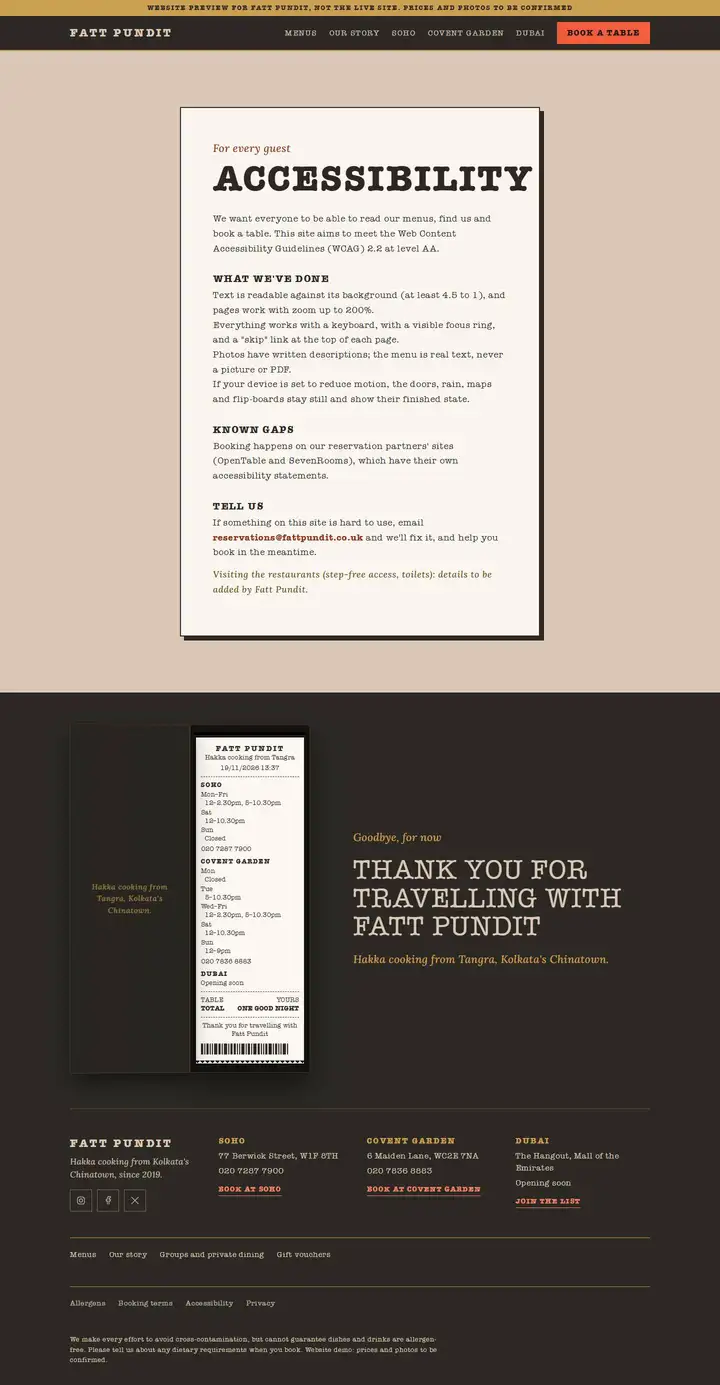 WEBSITE PREVIEW FOR FATT PUNDIT, NOT THE LIVE SITE. PRICES AND PHOTOS TO BE CONFIRMED
FATT PUNDIT
MENUS OUR STORY SOHO COVENT GARDEN DUBAI BOOK A TABLE
For every guest
ACCESSIBILITY
We want everyone to be able to read our menus, find us and
book a table. This site aims to meet the Web Content
Accessibility Guidelines (WCAG) 2.2 at level AA.
WHAT WE'VE DONE
Text is readable against its background (at least 4.5 to 1), and
pages work with zoom up to 200%.
Everything works with a keyboard, with a visible focus ring,
and a "skip" link at the top of each page.
Photos have written descriptions; the menu is real text, never
a picture or PDF.
If your device is set to reduce motion, the doors, rain, maps
and flip-boards stay still and show their finished state.
KNOWN GAPS
Booking happens on our reservation partners' sites
(OpenTable and SevenRooms), which have their own
accessibility statements.
TELL US
If something on this site is hard to use, email
reservations@fattpundit.co.uk and we'll fix it, and help you
book in the meantime.
Visiting the restaurants (step-free access, toilets): details to be
added by Fatt Pundit.
Hakka cooking from
Tangra, Kolkata's
Chinatown.
FATT PUNDIT
Hakka cooking from Tangra
19/11/2026 13:37
SOHO
Mon–Fri
12–2.30pm, 5–10.30pm
Sat
12–10.30pm
Sun
Closed
020 7287 7900
COVENT GARDEN
Mon
Closed
Tue
5–10.30pm
Wed–Fri
12–2.30pm, 5–10.30pm
Sat
12–10.30pm
Sun
12–9pm
020 7836 8883
DUBAI
Opening soon
TABLE YOURS
TOTAL ONE GOOD NIGHT
Thank you for travelling with
Fatt Pundit
Goodbye, for now
THANK YOU FOR
TRAVELLING WITH
FATT PUNDIT
Hakka cooking from Tangra, Kolkata's Chinatown.
FATT PUNDIT
Hakka cooking from Kolkata's
Chinatown, since 2019.
SOHO
77 Berwick Street, W1F 8TH
020 7287 7900
BOOK AT SOHO
COVENT GARDEN
6 Maiden Lane, WC2E 7NA
020 7836 8883
BOOK AT COVENT GARDEN
DUBAI
The Hangout, Mall of the
Emirates
Opening soon
JOIN THE LIST
Menus Our story Groups and private dining Gift vouchers
Allergens Booking terms Accessibility Privacy
We make every effort to avoid cross-contamination, but cannot guarantee dishes and drinks are allergen-
free. Please tell us about any dietary requirements when you book. Website demo: prices and photos to be
confirmed.